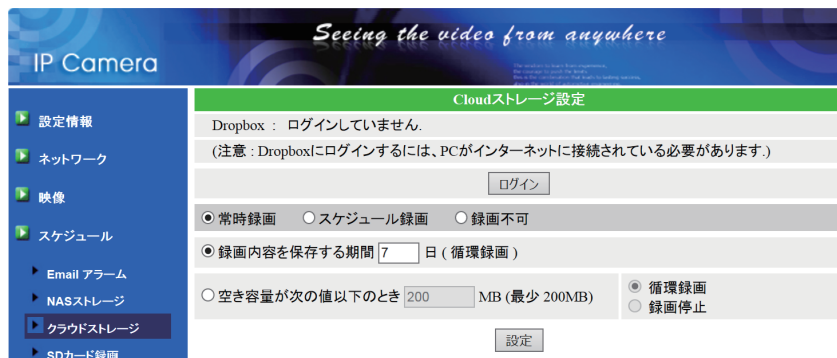 Seeing the video from anywhere
IP Camera
設定情報
ネットワーク
映像
スケジュール
Email アラーム
NASストレージ
クラウドストレージ
SDカード録画
Cloudストレージ設定
Dropbox : ログインしていません.
(注意 : Dropboxにログインするには、PCがインターネットに接続されている必要があります.)
ログイン
常時録画 スケジュール録画 録画不可
録画内容を保存する期間 7 日 ( 循環録画 )
空き容量が次の値以下のとき 200 MB (最少 200MB)
循環録画
録画停止
設定